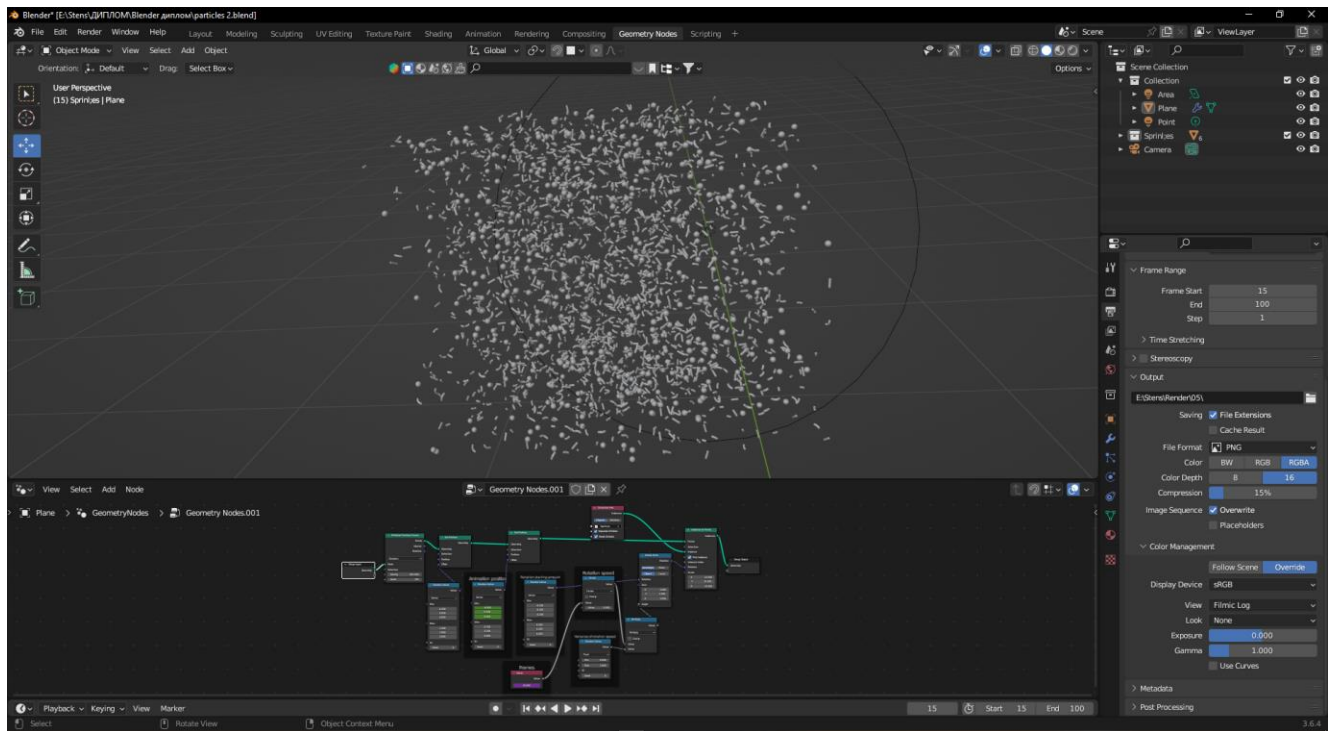 Blender* [E:\Stens\ДИПЛОМ\Blender диплом\particles 2.blend]
File Edit Render Window Help Layout Modeling Sculpting UV Editing Texture Paint Shading Animation Rendering Compositing Geometry Nodes Scripting + Scene ViewLayer
Object Mode View Select Add Object Global
Orientation: Default Drag: Select Box Options
User Perspective
(15) Sprinl;es | Plane
Scene Collection
Collection
Area
Plane
Point
Sprinl;es 6
Camera
Frame Range
Frame Start 15
End 100
Step 1
Time Stretching
Stereoscopy
Output
E:\Stens\Render\05\
Saving File Extensions
Cache Result
File Format PNG
Color BW RGB RGBA
Color Depth 8 16
Compression 15%
Image Sequence Overwrite
Placeholders
Color Management
Follow Scene Override
Display Device sRGB
View Filmic Log
Look None
Exposure 0.000
Gamma 1.000
Use Curves
Metadata
Post Processing
View Select Add Node Geometry Nodes.001
Plane > GeometryNodes > Geometry Nodes.001
Animation position
Rotation speed
Frames
Playback Keying View Marker 15 Start 15 End 100
Select Rotate View Object Context Menu 3.6.4